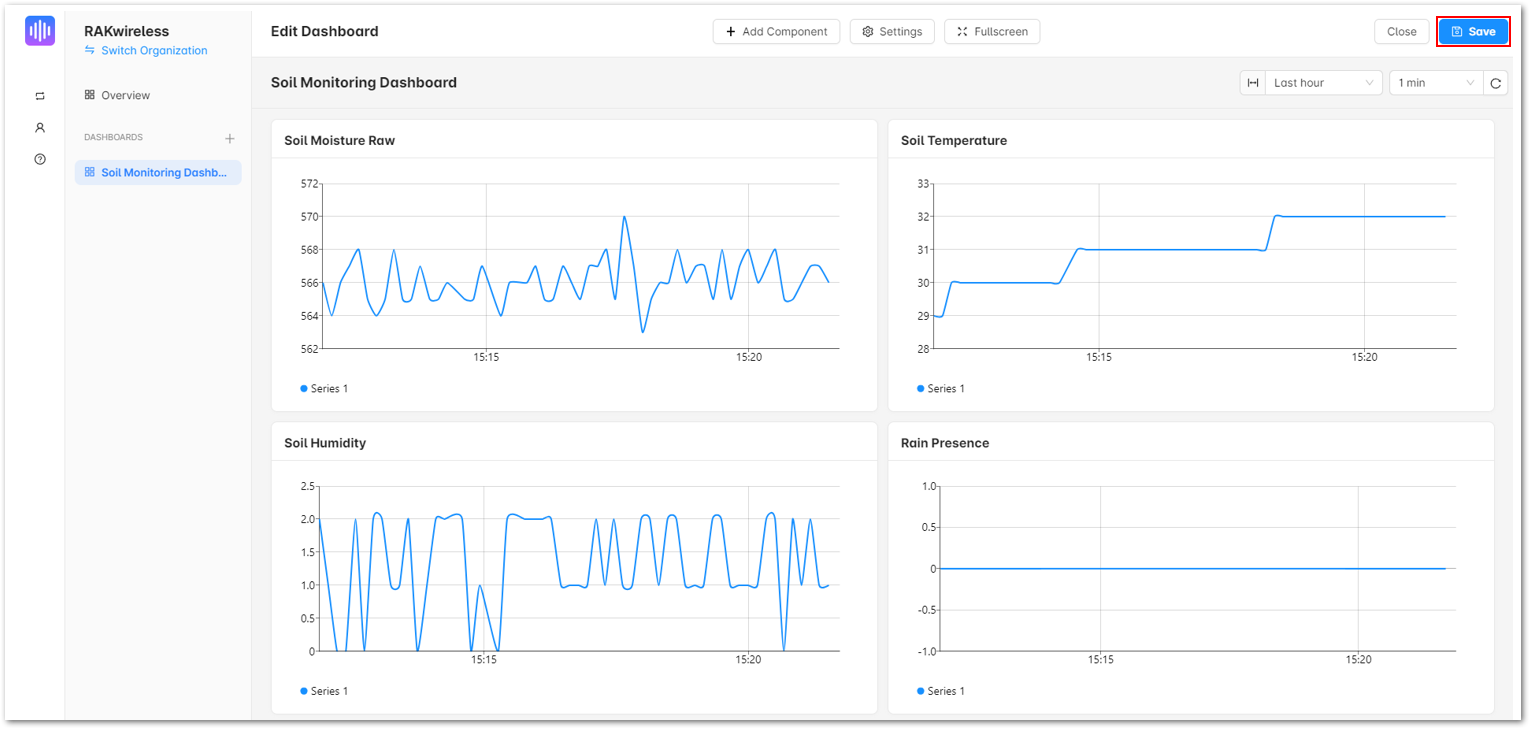 RAKwireless
Switch Organization
Overview
DASHBOARDS
Soil Monitoring Dashb...
Edit Dashboard
Add Component
Settings
Fullscreen
Close
Save
Soil Monitoring Dashboard
Last hour
1 min
Soil Moisture Raw
572
570
568
566
564
562
15:15
15:20
Series 1
Soil Temperature
33
32
31
30
29
28
15:15
15:20
Series 1
Soil Humidity
2.5
2.0
1.5
1.0
0.5
0
15:15
15:20
Series 1
Rain Presence
1.0
0.5
0
-0.5
-1.0
15:15
15:20
Series 1